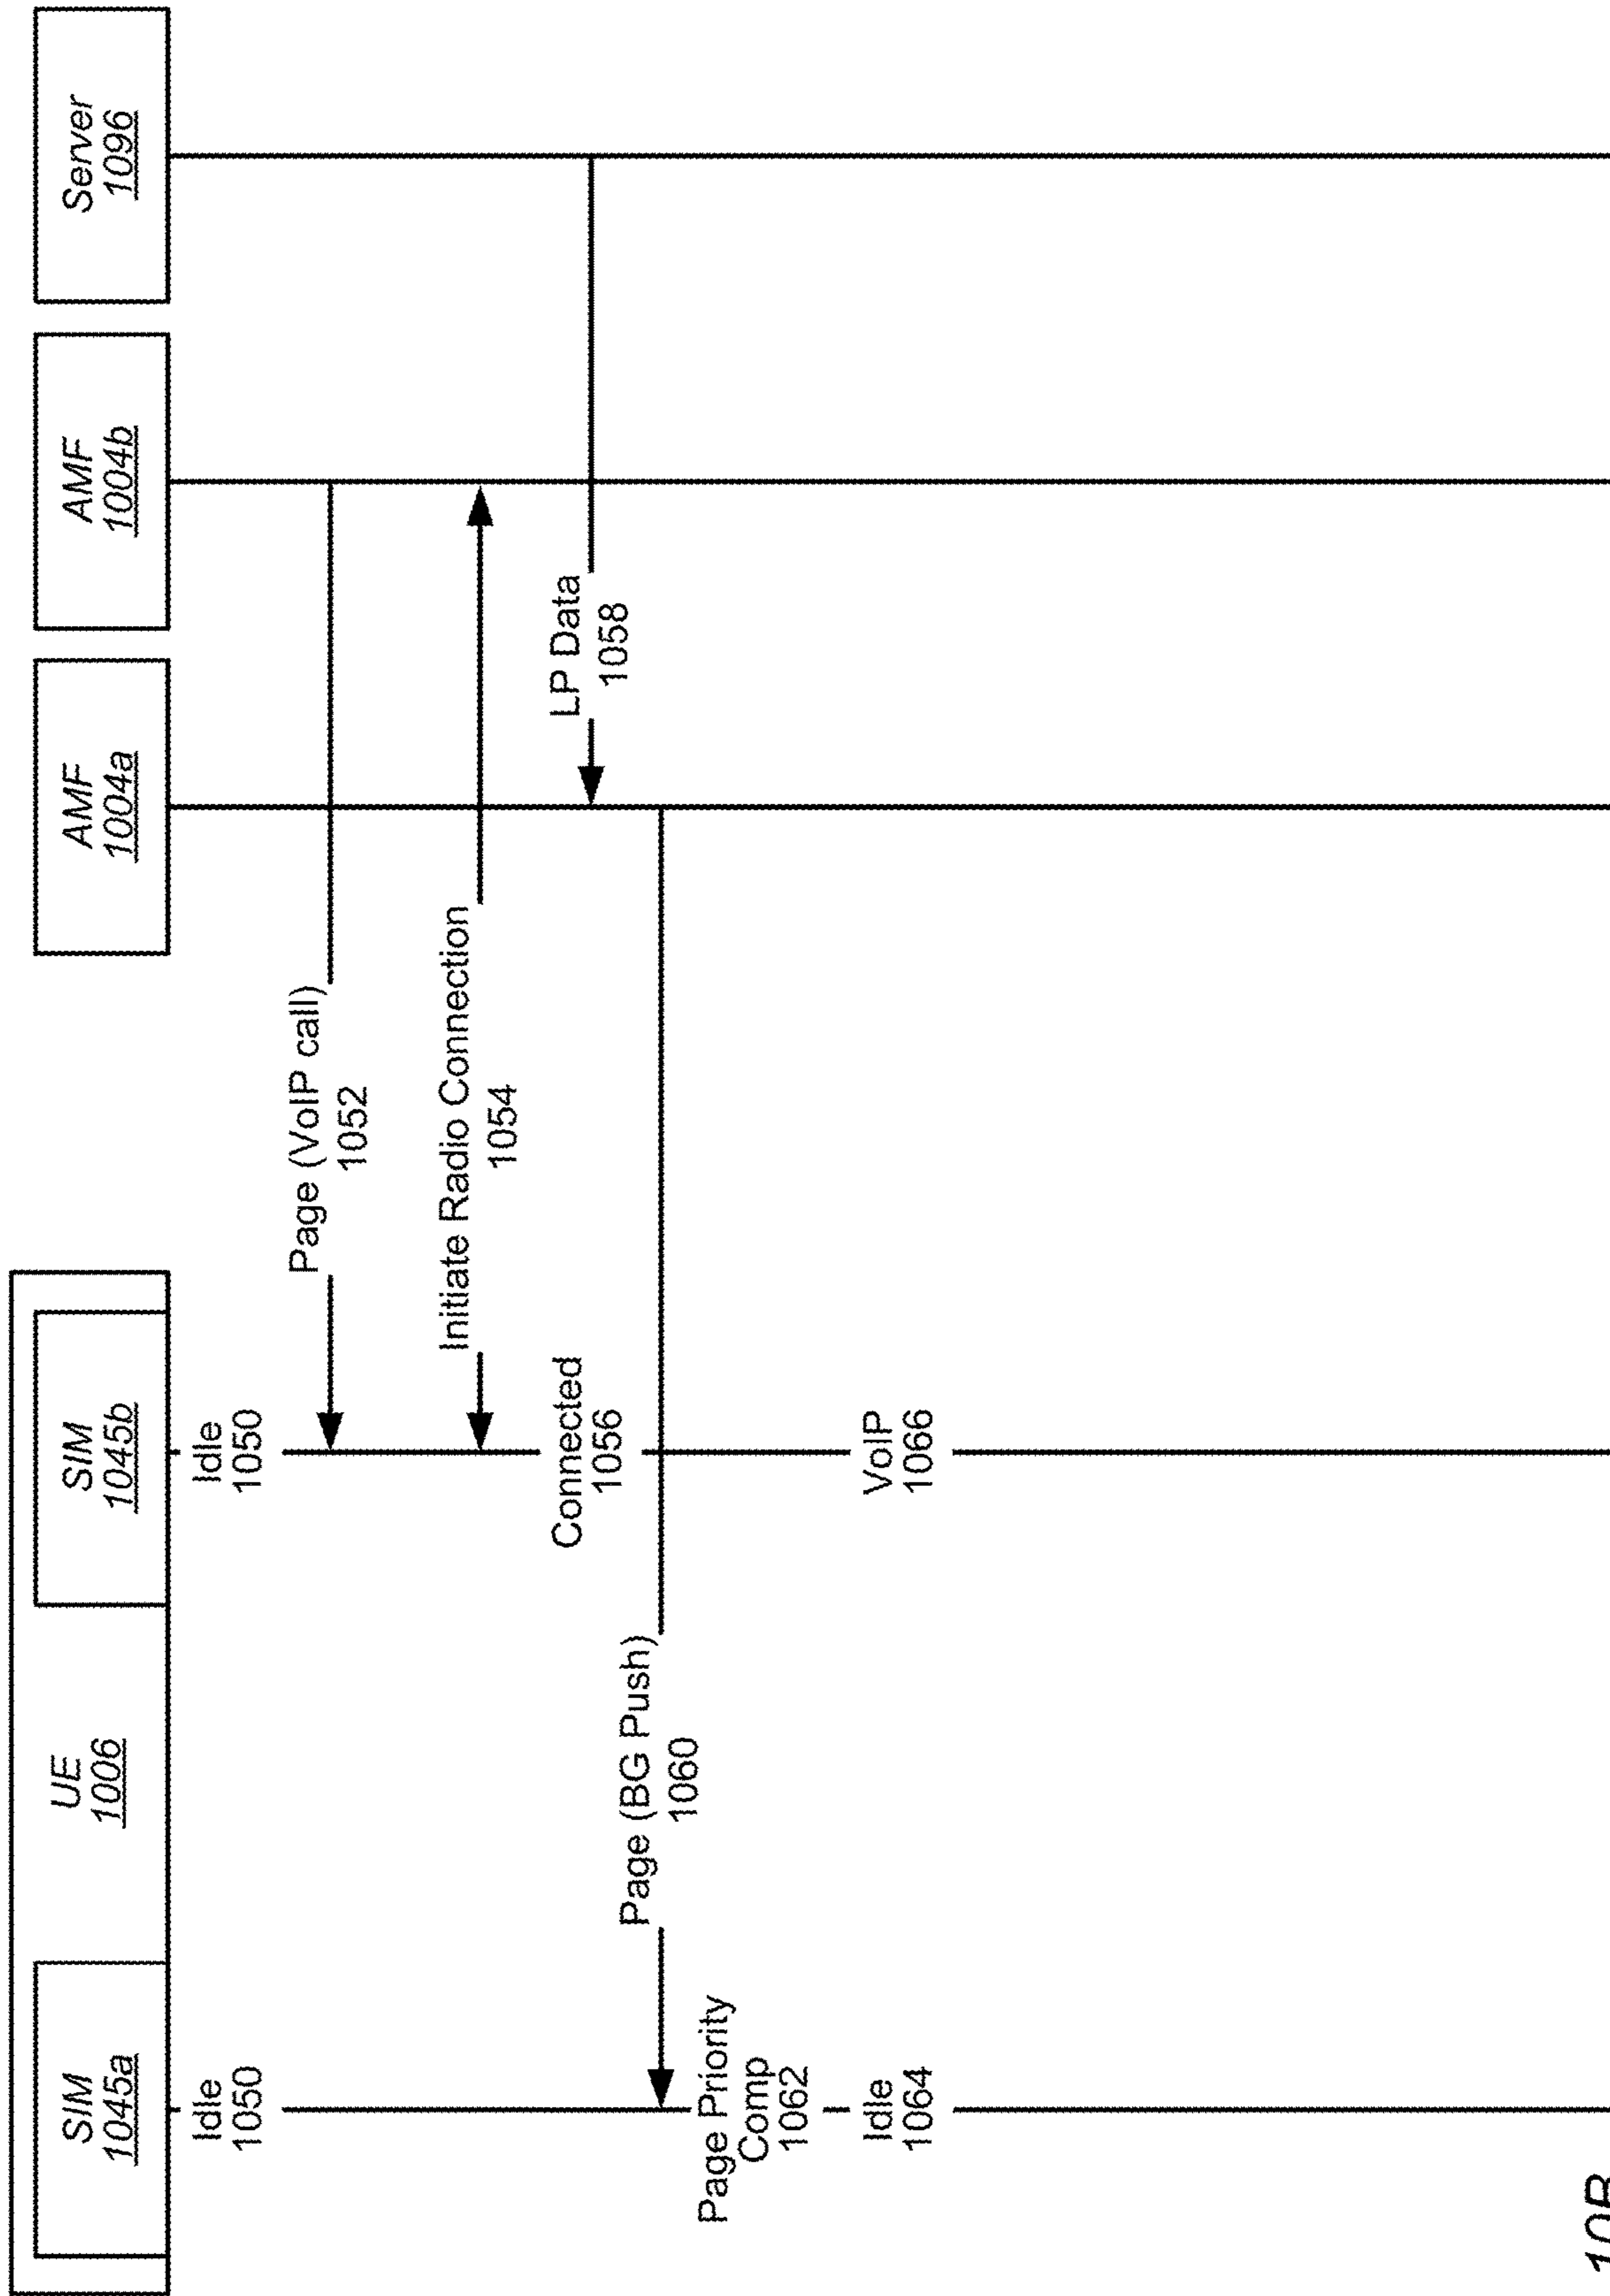 SIM
1045a
UE
1006
SIM
1045b
AMF
1004a
AMF
1004b
Server
1096
Idle
1050
Idle
1050
Page (VoIP call)
1052
Initiate Radio Connection
1054
Connected
1056
LP Data
1058
Page (BG Push)
1060
Page Priority
Comp
1062
Idle
1064
VoIP
1066
10B